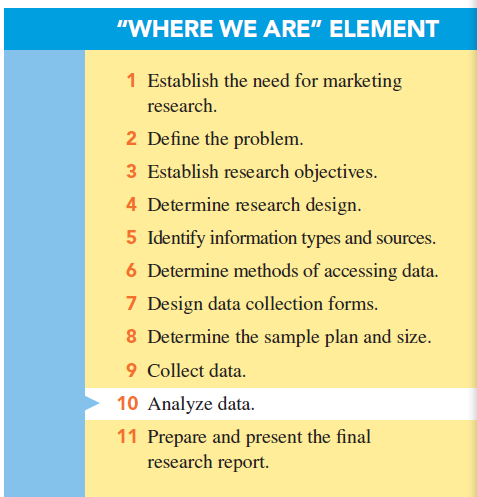 “WHERE WE ARE” ELEMENT
1 Establish the need for marketing
research.
2 Define the problem.
3 Establish research objectives.
4 Determine research design.
5 Identify information types and sources.
6 Determine methods of accessing data.
7 Design data collection forms.
8 Determine the sample plan and size.
9 Collect data.
10 Analyze data.
11 Prepare and present the final
research report.